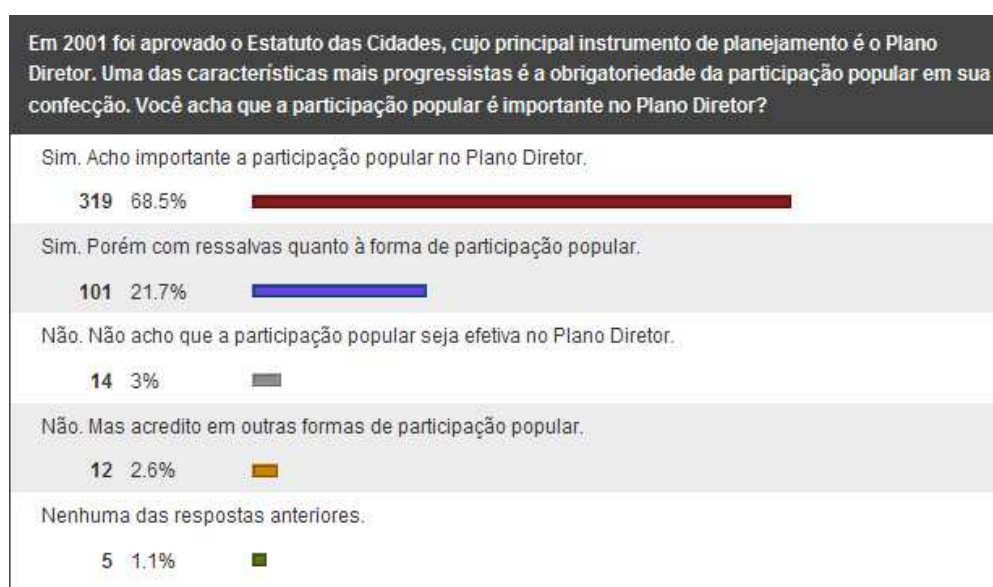 Em 2001 foi aprovado o Estatuto das Cidades, cujo principal instrumento de planejamento é o Plano
Diretor. Uma das características mais progressistas é a obrigatoriedade da participação popular em sua
confecção. Você acha que a participação popular é importante no Plano Diretor?
Sim. Acho importante a participação popular no Plano Diretor.
319 68.5%
Sim. Porém com ressalvas quanto à forma de participação popular.
101 21.7%
Não. Não acho que a participação popular seja efetiva no Plano Diretor.
14 3%
Não. Mas acredito em outras formas de participação popular.
12 2.6%
Nenhuma das respostas anteriores.
5 1.1%